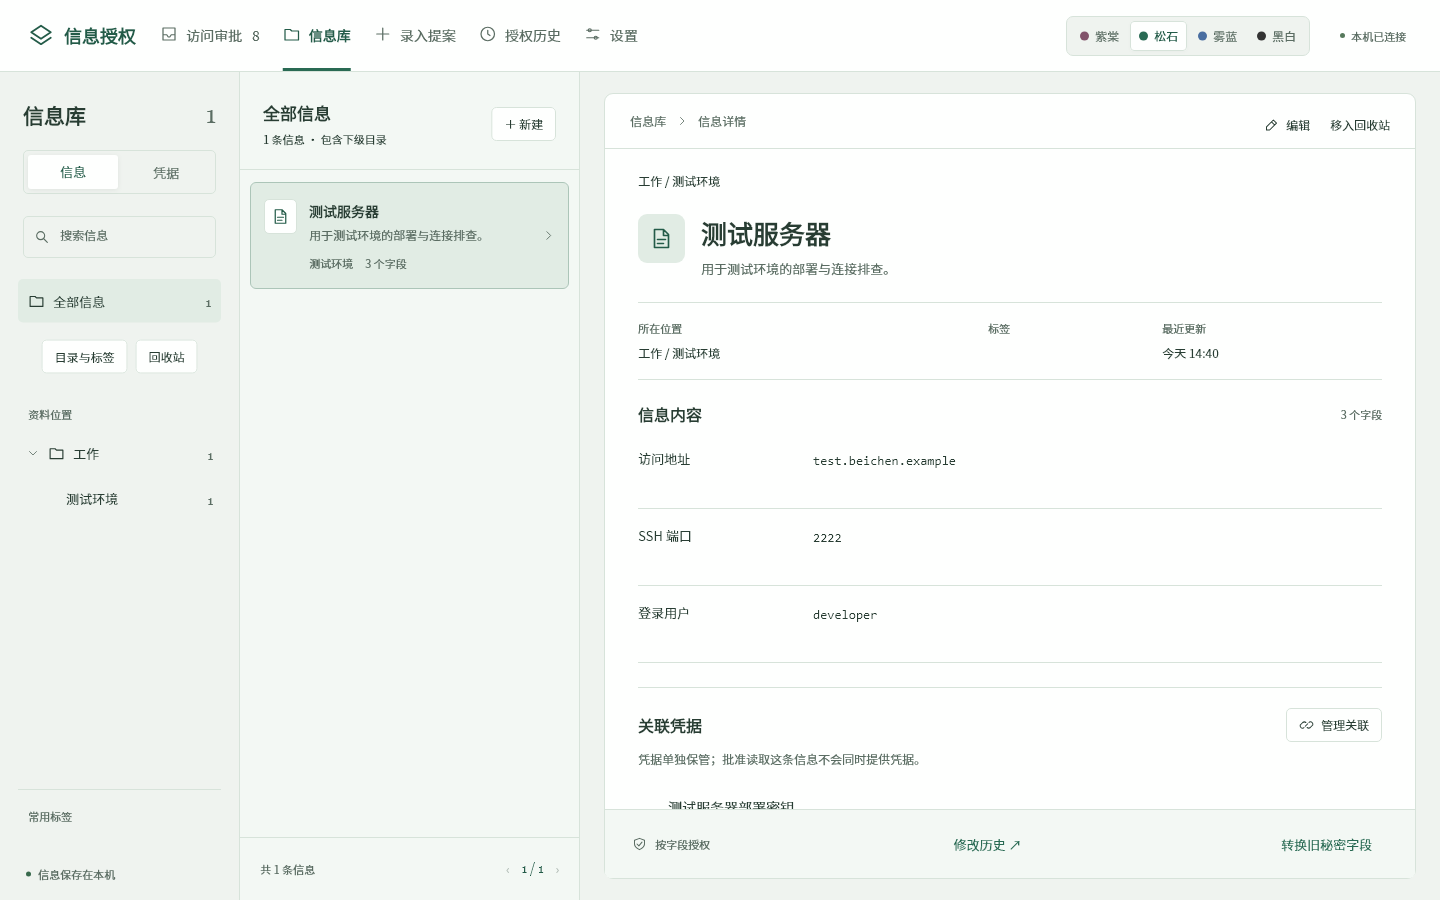 信息授权
访问审批 8
信息库
录入提案
授权历史
设置
紫棠
松石
雾蓝
黑白
本机已连接
信息库 1
信息
凭据
搜索信息
全部信息 1
目录与标签
回收站
资料位置
工作 1
测试环境 1
常用标签
信息保存在本机
全部信息
1 条信息 · 包含下级目录
新建
测试服务器
用于测试环境的部署与连接排查。
测试环境 3 个字段
共 1 条信息
‹ 1 / 1 ›
信息库 > 信息详情
编辑
移入回收站
工作 / 测试环境
测试服务器
用于测试环境的部署与连接排查。
所在位置
标签
最近更新
工作 / 测试环境
今天 14:40
信息内容
3 个字段
访问地址 test.beichen.example
SSH 端口 2222
登录用户 developer
关联凭据
管理关联
凭据单独保管；批准读取这条信息不会同时提供凭据。
测试服务器部署密钥
按字段授权
修改历史 ↗
转换旧秘密字段